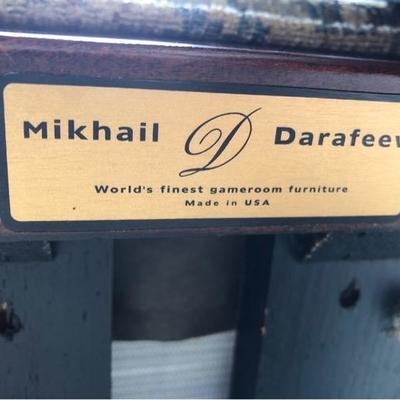 Mikhail D Darafeev
World's finest gameroom furniture
Made in USA